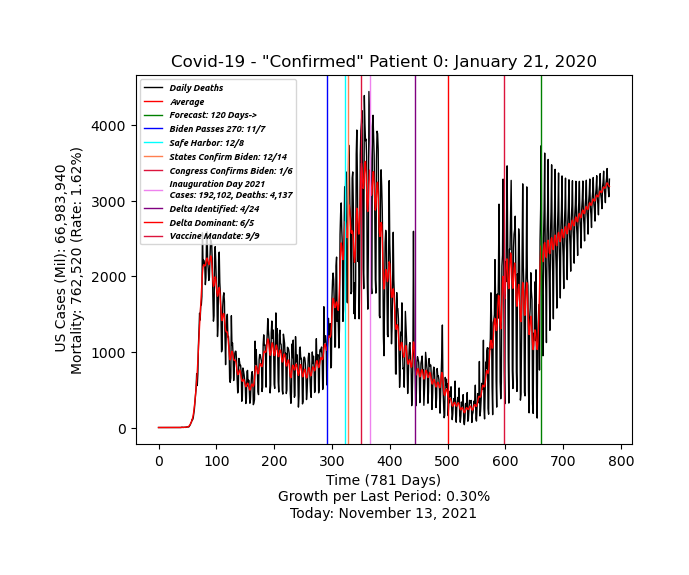 Covid-19 - "Confirmed" Patient 0: January 21, 2020
Daily Deaths
Average
Forecast: 120 Days->
Biden Passes 270: 11/7
Safe Harbor: 12/8
States Confirm Biden: 12/14
Congress Confirms Biden: 1/6
Inauguration Day 2021
Cases: 192,102, Deaths: 4,137
Delta Identified: 4/24
Delta Dominant: 6/5
Vaccine Mandate: 9/9
US Cases (Mil): 66,983,940
Mortality: 762,520 (Rate: 1.62%)
4000
3000
2000
1000
0
0 100 200 300 400 500 600 700 800
Time (781 Days)
Growth per Last Period: 0.30%
Today: November 13, 2021